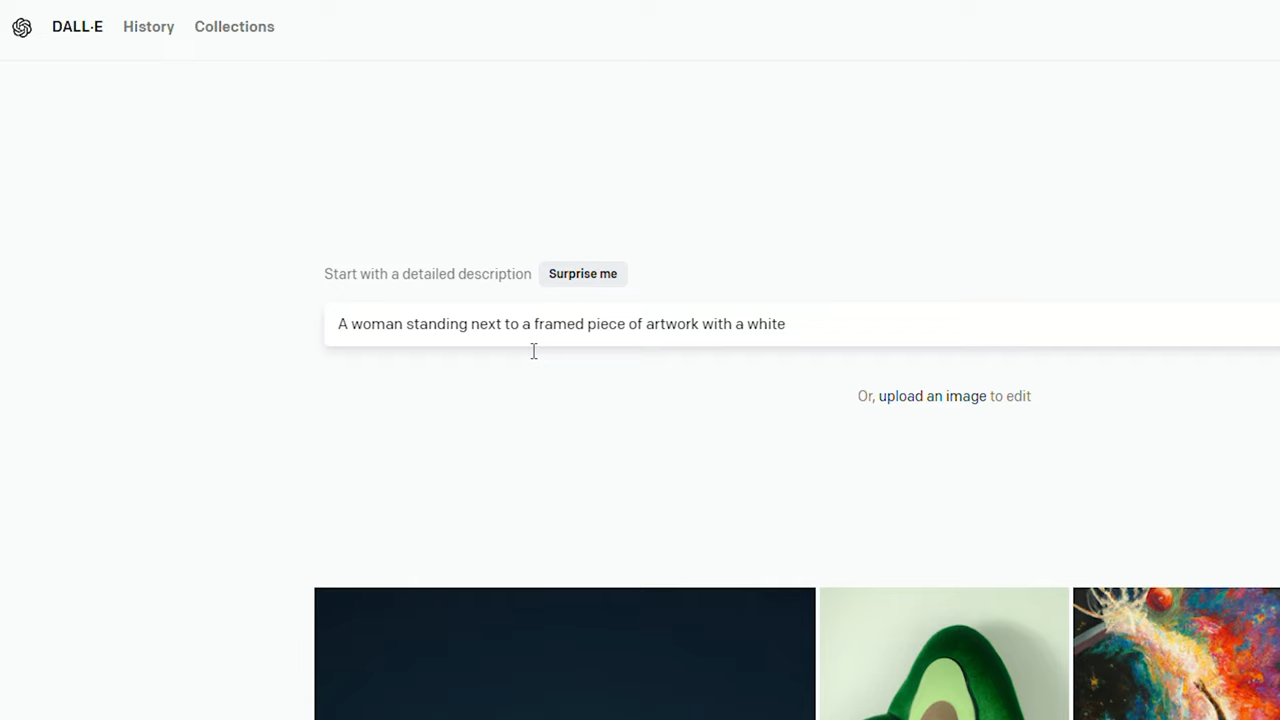 DALL·E History Collections
Start with a detailed description Surprise me
A woman standing next to a framed piece of artwork with a white
Or, upload an image to edit